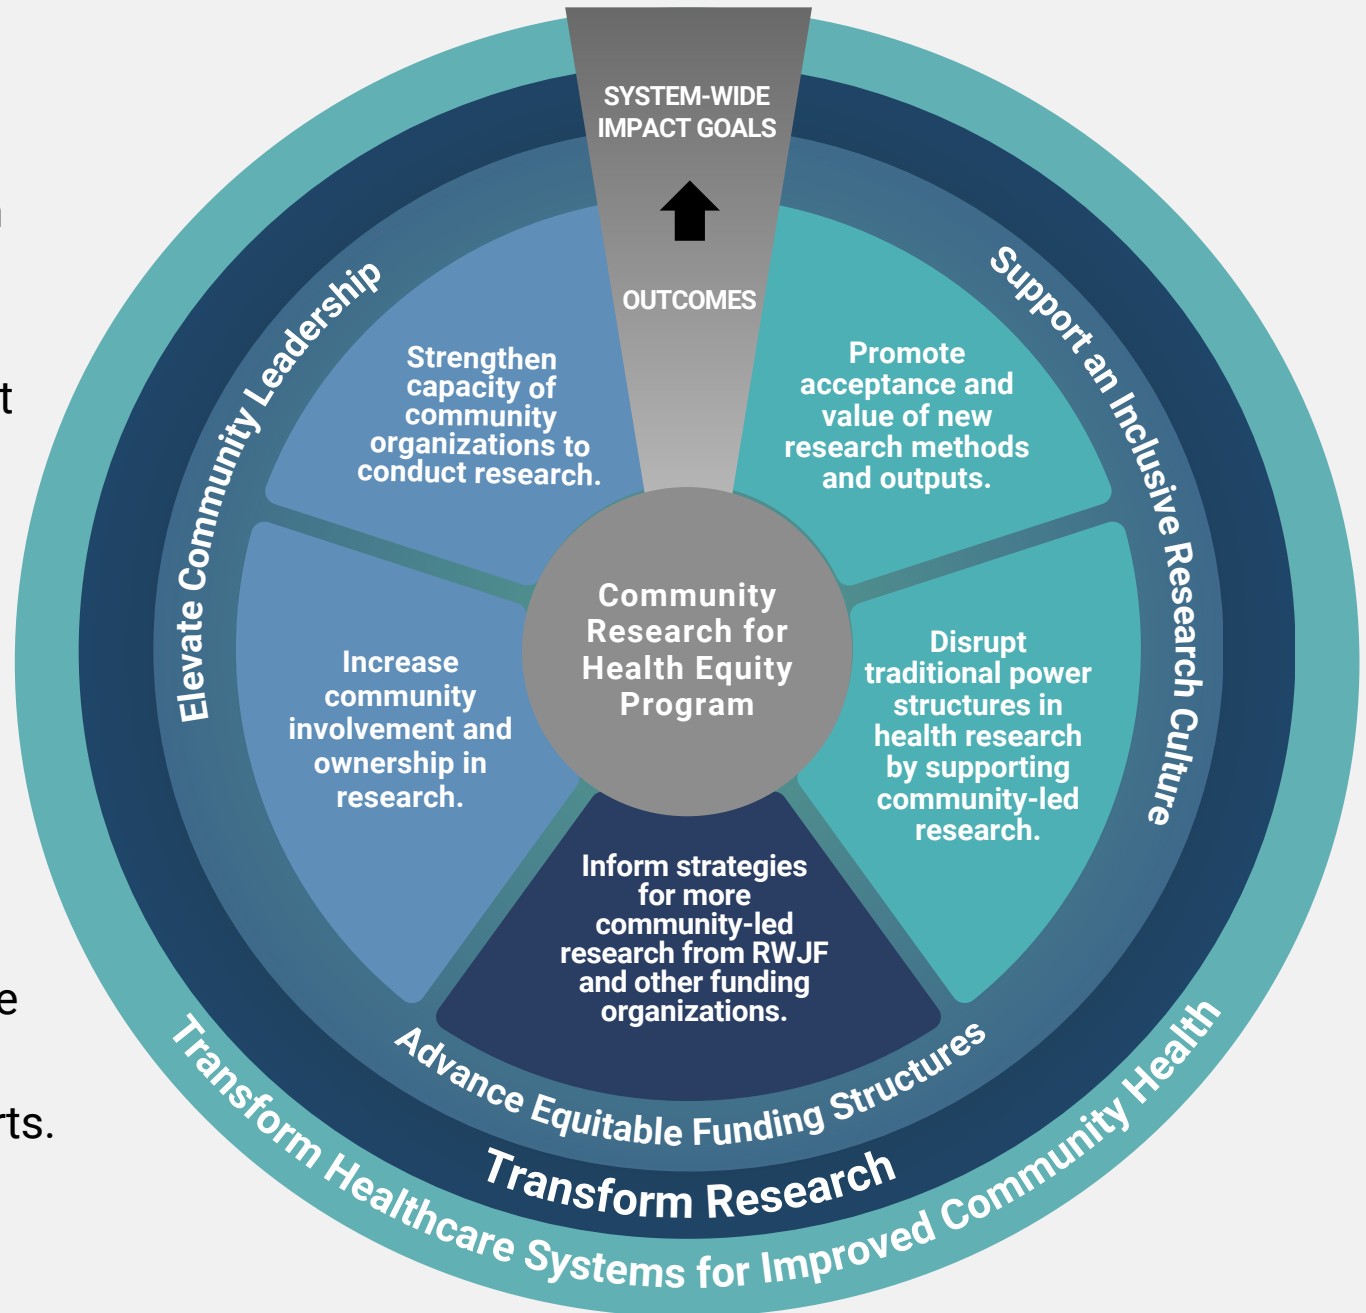 SYSTEM-WIDE
IMPACT GOALS
OUTCOMES
Elevate Community Leadership
Support an Inclusive Research Culture
Strengthen
capacity of
community
organizations to
conduct research.
Promote
acceptance and
value of new
research methods
and outputs.
Community
Research for
Health Equity
Program
Increase
community
involvement and
ownership in
research.
Disrupt
traditional power
structures in
health research
by supporting
community-led
research.
Inform strategies
for more
community-led
research from RWJF
and other funding
organizations.
Advance Equitable Funding Structures
Transform Research
Transform Healthcare Systems for Improved Community Health
t
e
rts.